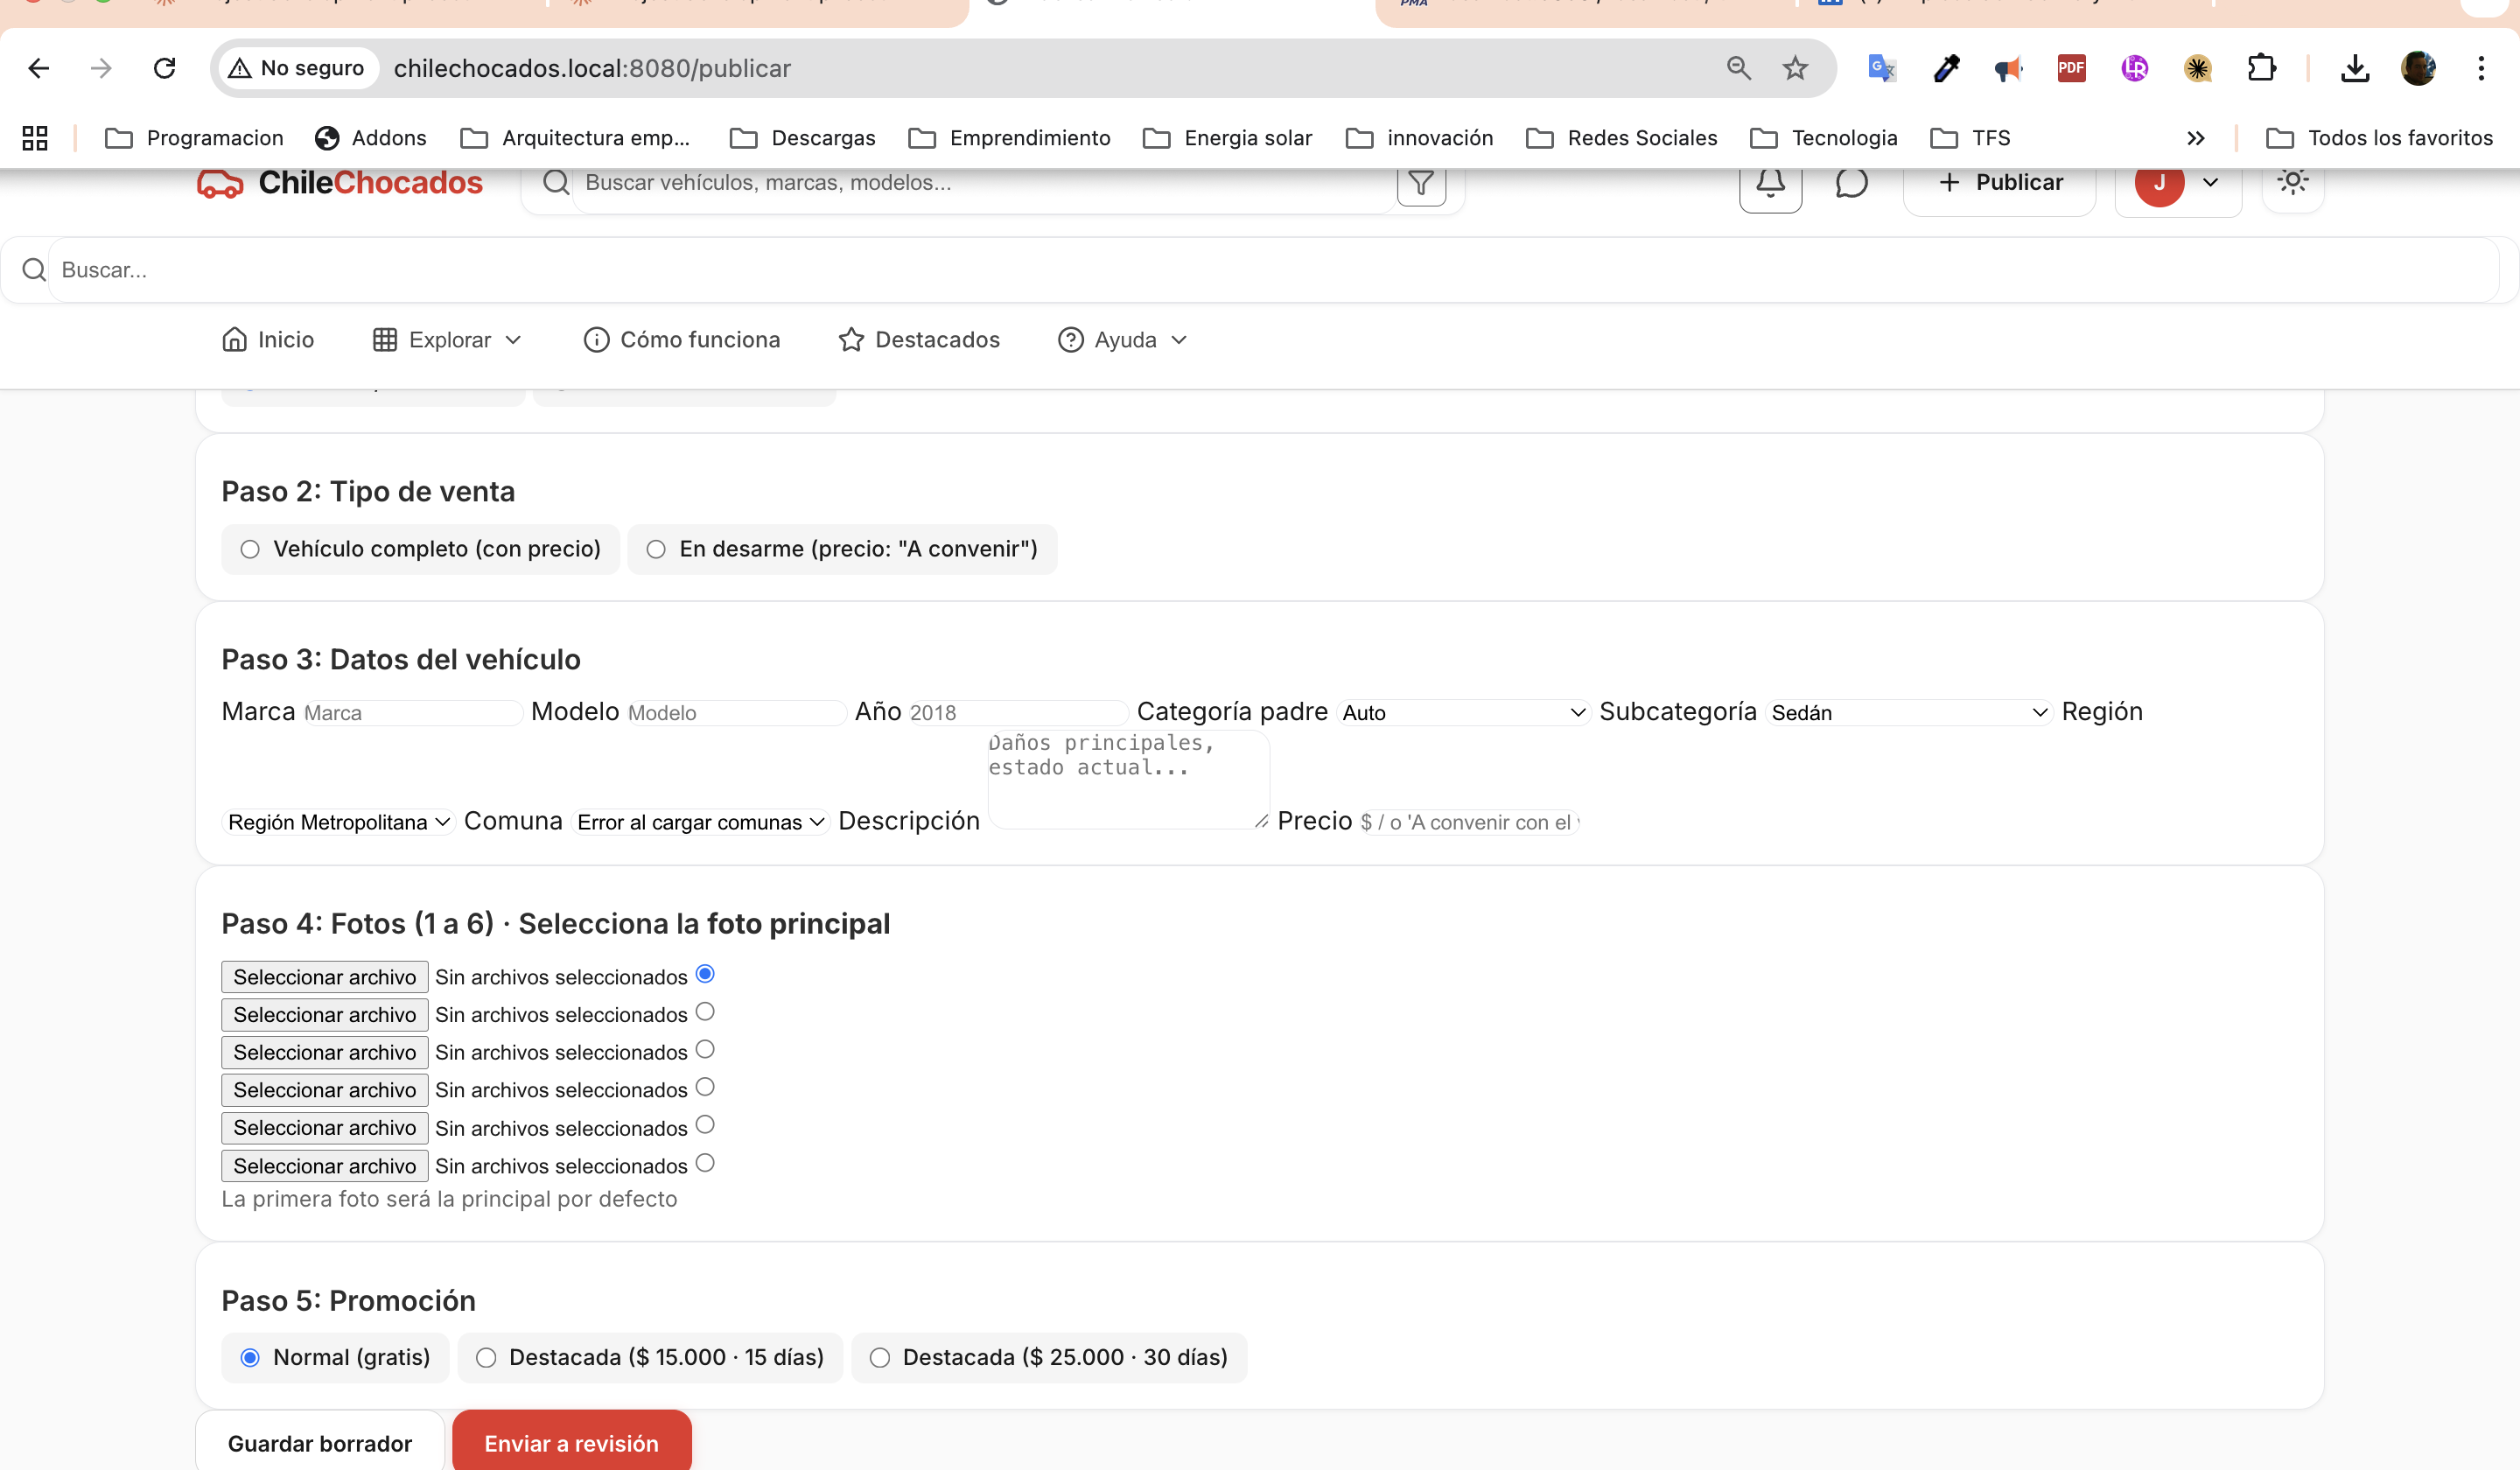 No seguro chilechocados.local:8080/publicar
Programacion Addons Arquitectura emp... Descargas Emprendimiento Energia solar innovación Redes Sociales Tecnologia TFS Todos los favoritos
ChileChocados Buscar vehículos, marcas, modelos... Publicar J
Buscar...
Inicio Explorar Cómo funciona Destacados Ayuda
Paso 2: Tipo de venta
Vehículo completo (con precio) En desarme (precio: "A convenir")
Paso 3: Datos del vehículo
Marca Marca Modelo Modelo Año 2018 Categoría padre Auto Subcategoría Sedán Región
Daños principales,
estado actual...
Región Metropolitana Comuna Error al cargar comunas Descripción Precio $ / o 'A convenir con el
Paso 4: Fotos (1 a 6) · Selecciona la foto principal
Seleccionar archivo Sin archivos seleccionados
Seleccionar archivo Sin archivos seleccionados
Seleccionar archivo Sin archivos seleccionados
Seleccionar archivo Sin archivos seleccionados
Seleccionar archivo Sin archivos seleccionados
Seleccionar archivo Sin archivos seleccionados
La primera foto será la principal por defecto
Paso 5: Promoción
Normal (gratis) Destacada ($ 15.000 · 15 días) Destacada ($ 25.000 · 30 días)
Guardar borrador Enviar a revisión